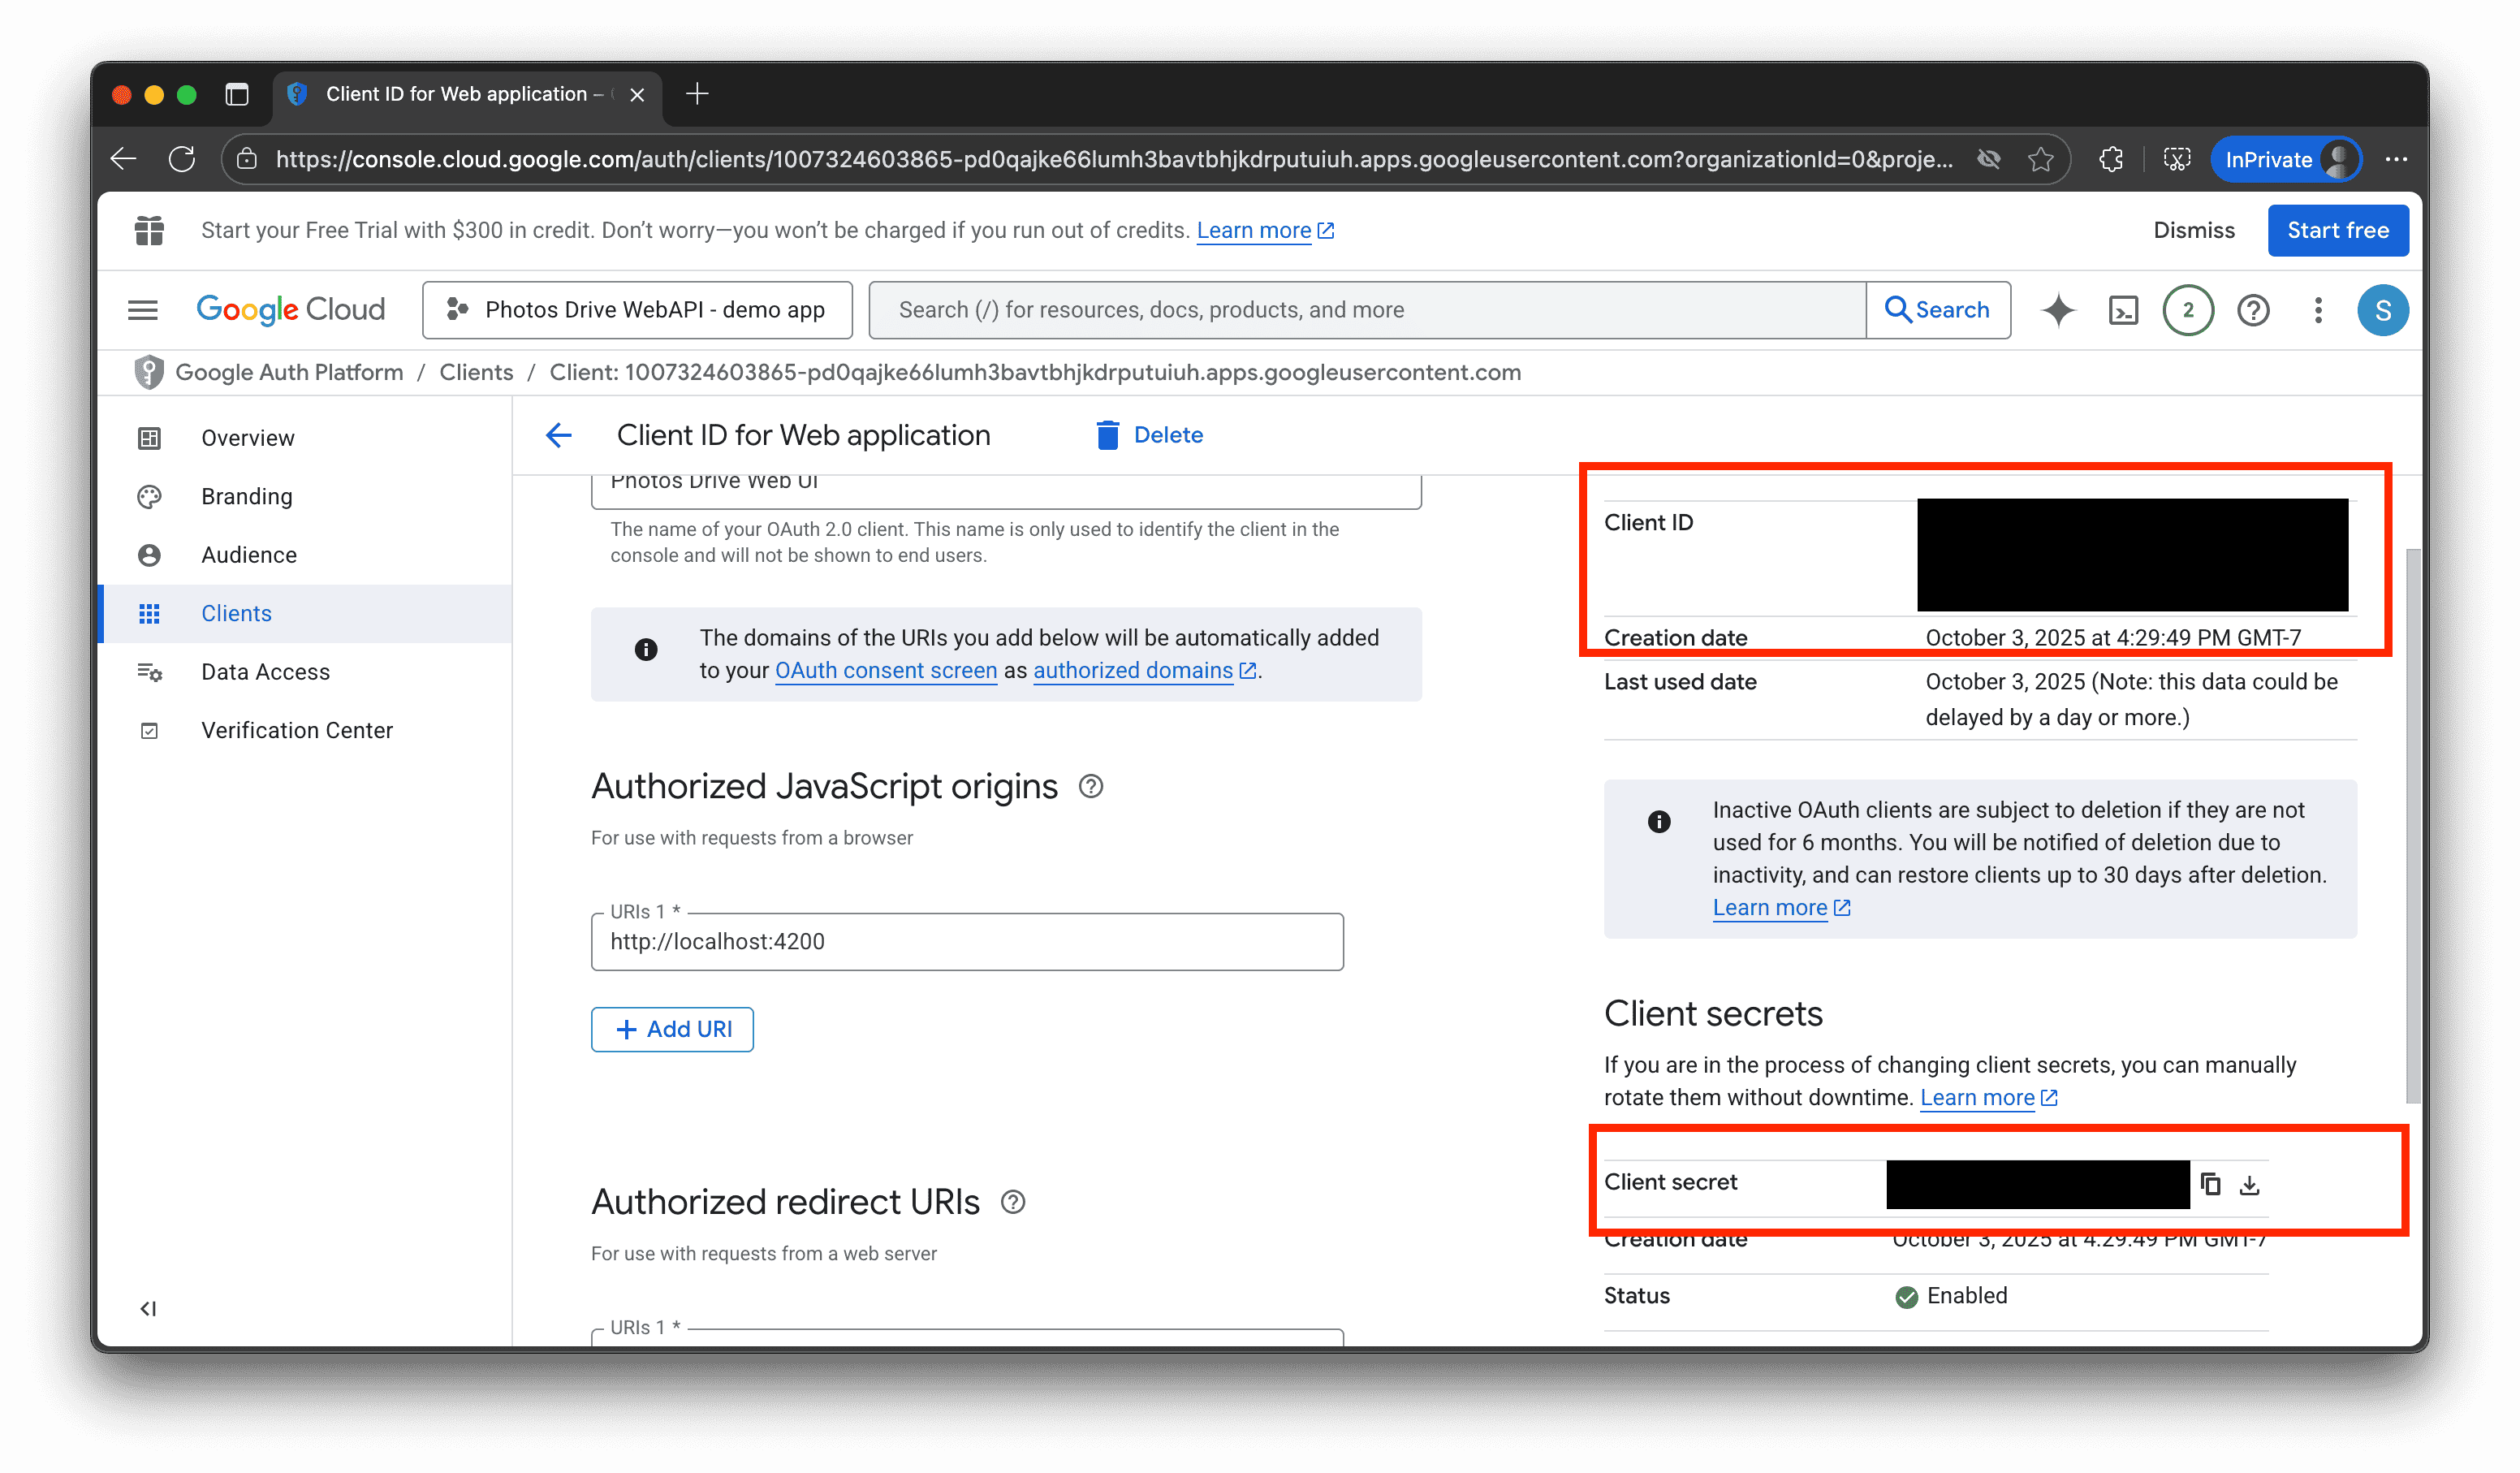 Client ID for Web application –
https://console.cloud.google.com/auth/clients/1007324603865-pd0qajke66lumh3bavtbhjkdrputuiuh.apps.googleusercontent.com?organizationId=0&proje...
InPrivate
Start your Free Trial with $300 in credit. Don't worry—you won't be charged if you run out of credits. Learn more
Dismiss
Start free
Google Cloud
Photos Drive WebAPI - demo app
Search (/) for resources, docs, products, and more
Search
2
S
Google Auth Platform / Clients / Client: 1007324603865-pd0qajke66lumh3bavtbhjkdrputuiuh.apps.googleusercontent.com
Overview
Branding
Audience
Clients
Data Access
Verification Center
Client ID for Web application
Delete
Photos Drive Web UI
The name of your OAuth 2.0 client. This name is only used to identify the client in the
console and will not be shown to end users.
The domains of the URIs you add below will be automatically added
to your OAuth consent screen as authorized domains.
Authorized JavaScript origins
For use with requests from a browser
URIs 1 *
http://localhost:4200
Add URI
Authorized redirect URIs
For use with requests from a web server
URIs 1 *
Client ID
Creation date October 3, 2025 at 4:29:49 PM GMT-7
Last used date October 3, 2025 (Note: this data could be
delayed by a day or more.)
Inactive OAuth clients are subject to deletion if they are not
used for 6 months. You will be notified of deletion due to
inactivity, and can restore clients up to 30 days after deletion.
Learn more
Client secrets
If you are in the process of changing client secrets, you can manually
rotate them without downtime. Learn more
Client secret
Creation date October 3, 2025 at 4:29:49 PM GMT-7
Status Enabled